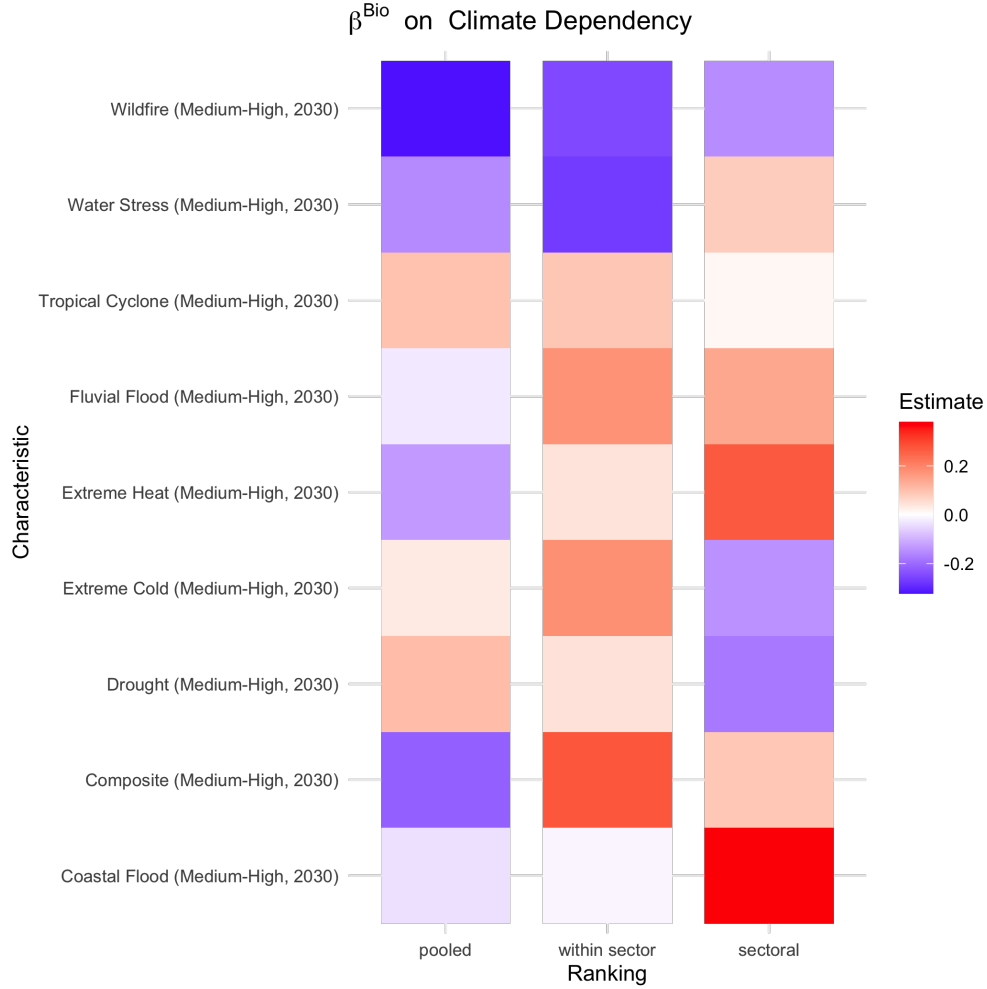 β^Bio on Climate Dependency
Characteristic
Wildfire (Medium-High, 2030)
Water Stress (Medium-High, 2030)
Tropical Cyclone (Medium-High, 2030)
Fluvial Flood (Medium-High, 2030)
Extreme Heat (Medium-High, 2030)
Extreme Cold (Medium-High, 2030)
Drought (Medium-High, 2030)
Composite (Medium-High, 2030)
Coastal Flood (Medium-High, 2030)
pooled within sector sectoral
Ranking
Estimate
0.2
0.0
-0.2